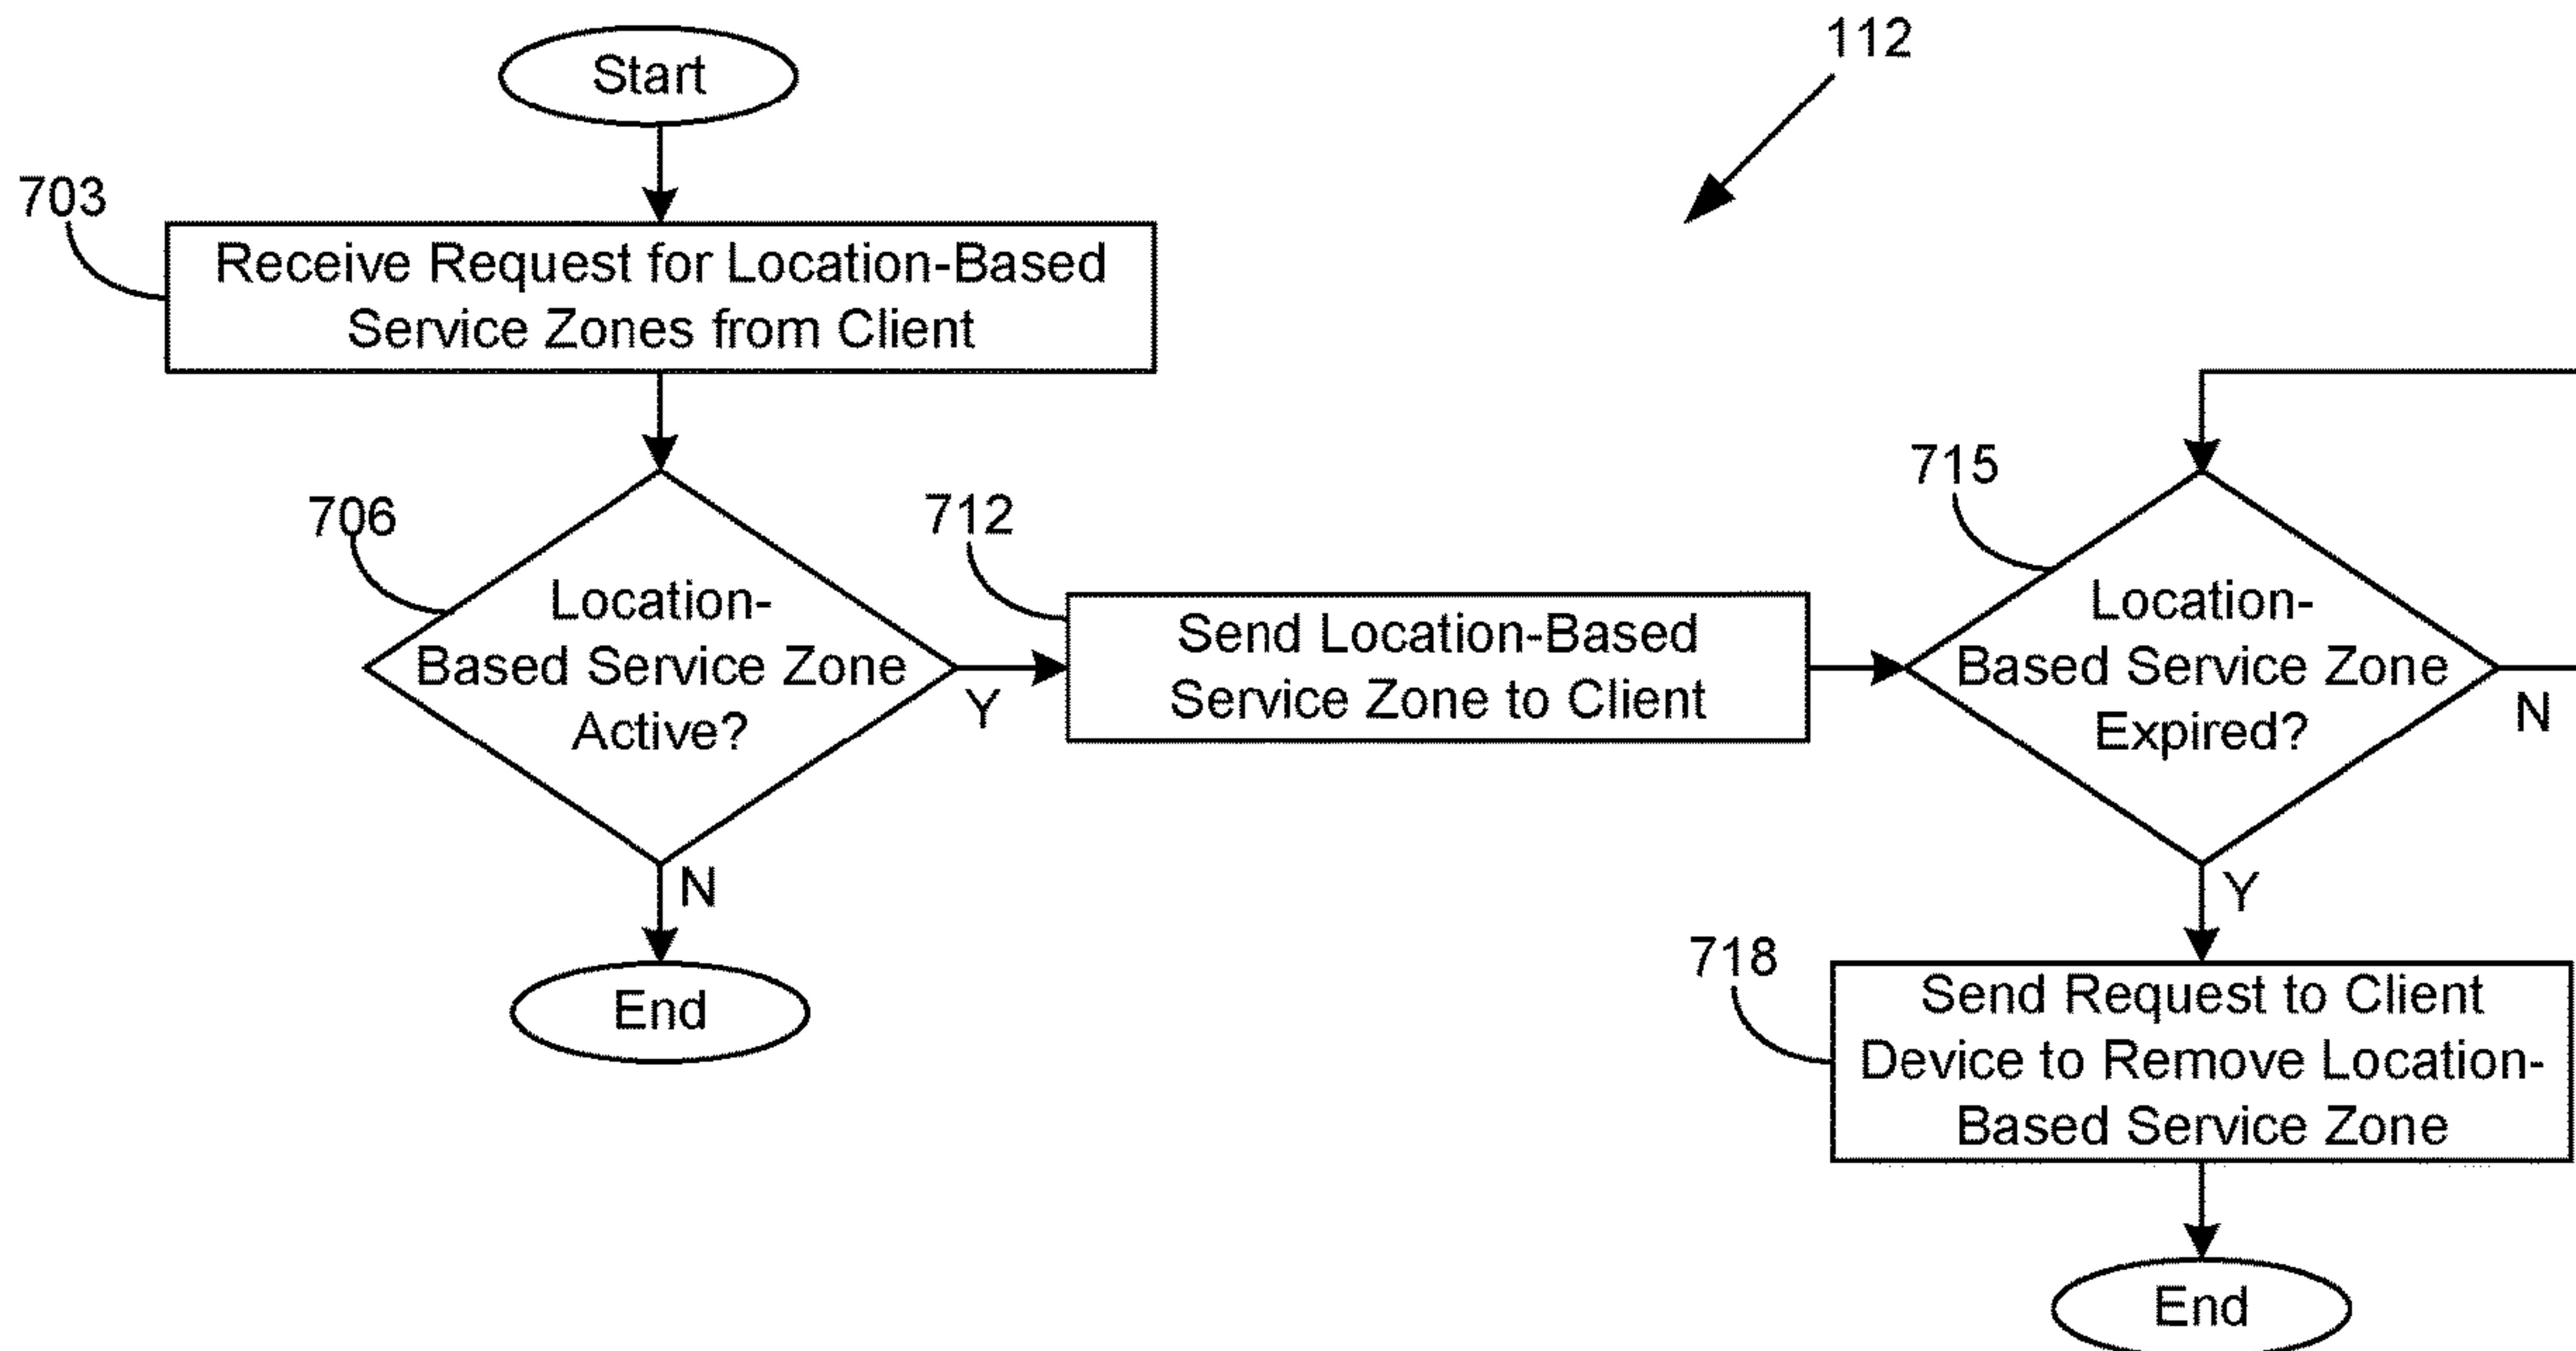 Start
112
703
Receive Request for Location-Based
Service Zones from Client
706
Location-
Based Service Zone
Active?
Y
N
End
712
Send Location-Based
Service Zone to Client
715
Location-
Based Service Zone
Expired?
N
Y
718
Send Request to Client
Device to Remove Location-
Based Service Zone
End